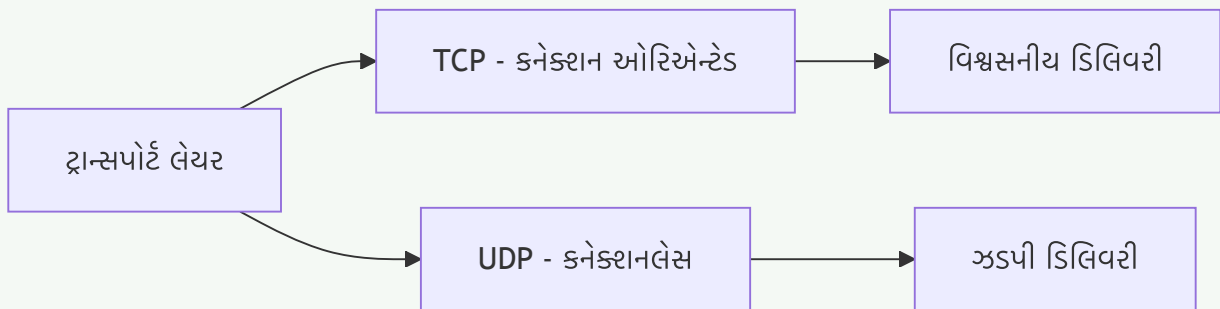 ટ્રાન્સપોર્ટ લેયર
TCP - કનેક્શન ઓરિએન્ટેડ
વિશ્વસનીય ડિલિવરી
UDP - કનેક્શનલેસ
ઝડપી ડિલિવરી